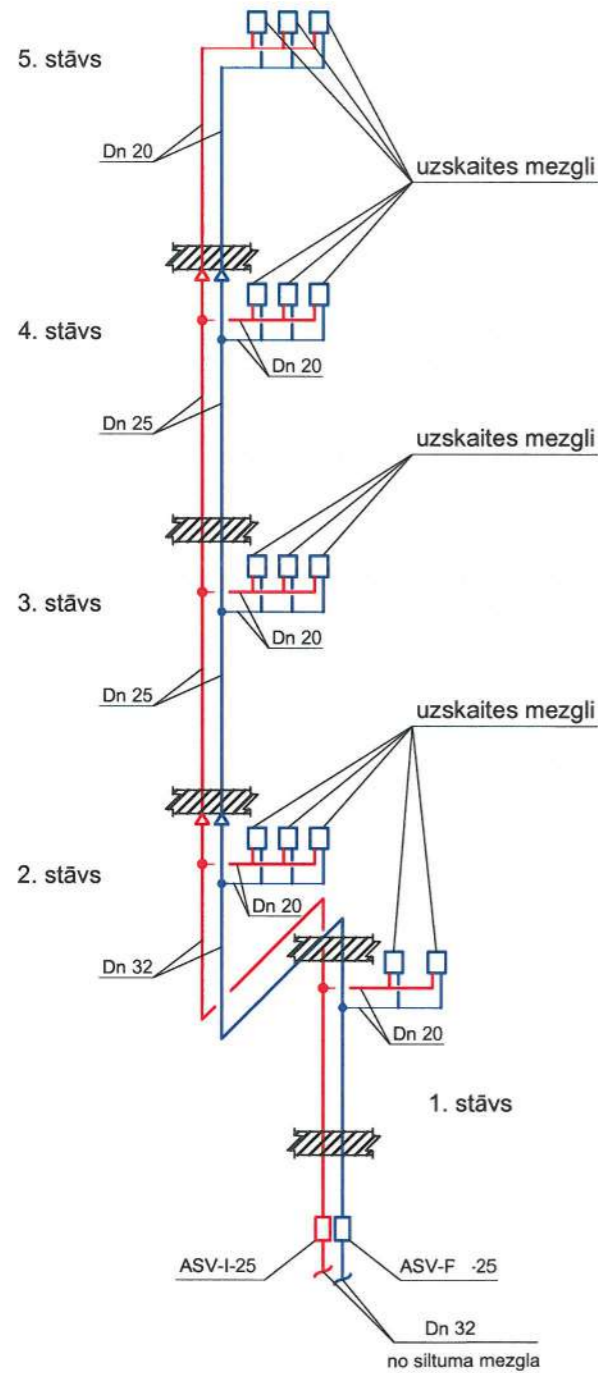 5. stāvs
Dn 20
uzskaites mezgli
4. stāvs
Dn 20
Dn 25
uzskaites mezgli
3. stāvs
Dn 20
Dn 25
uzskaites mezgli
2. stāvs
Dn 20
Dn 32
Dn 20
1. stāvs
ASV-I-25
ASV-F -25
Dn 32
no siltuma mezgla